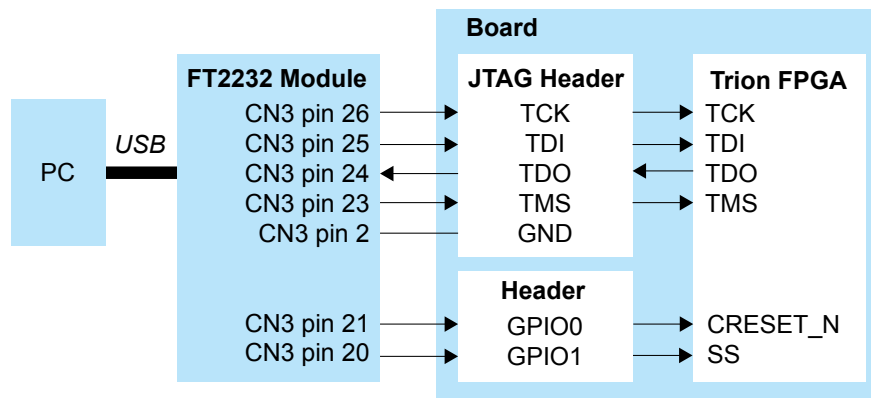 Board
FT2232 Module
JTAG Header
Trion FPGA
CN3 pin 26
TCK
TCK
USB
CN3 pin 25
TDI
TDI
PC
CN3 pin 24
TDO
TDO
CN3 pin 23
TMS
TMS
CN3 pin 2
GND
Header
CN3 pin 21
GPIO0
CRESET_N
CN3 pin 20
GPIO1
SS